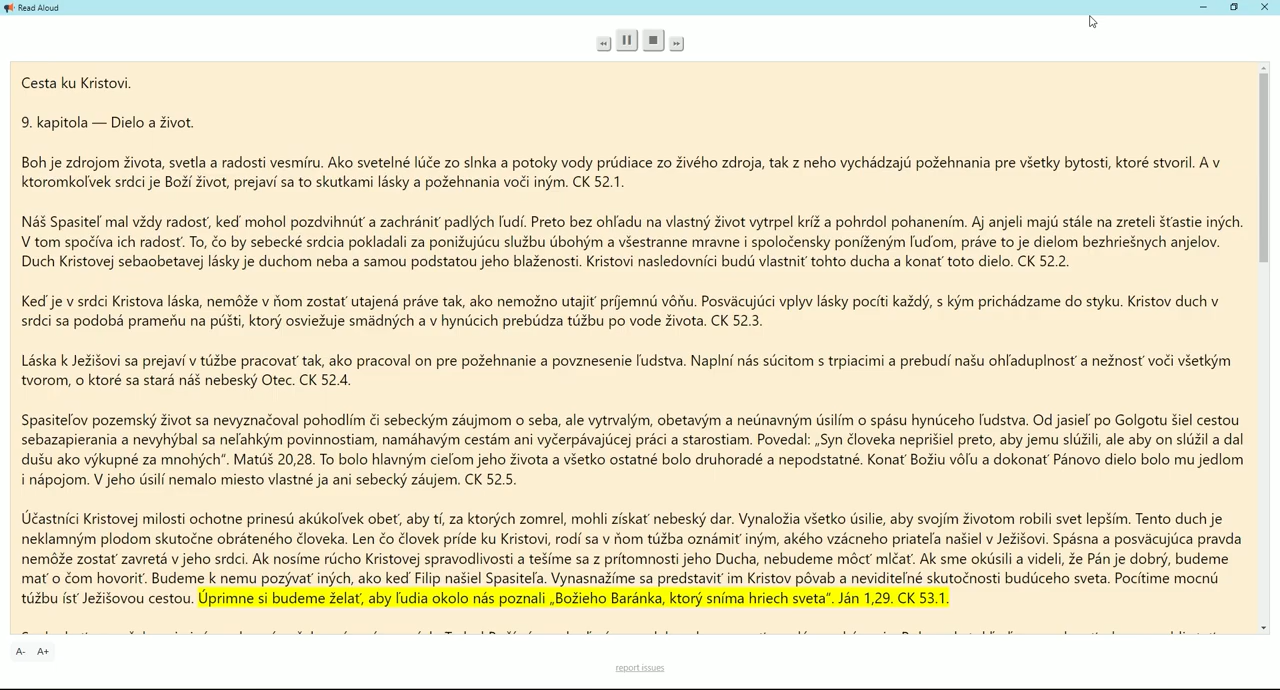 Read Aloud
Cesta ku Kristovi.
9. kapitola — Dielo a život.
Boh je zdrojom života, svetla a radosti vesmíru. Ako svetelné lúče zo slnka a potoky vody prúdiace zo živého zdroja, tak z neho vychádzajú požehnania pre všetky bytosti, ktoré stvoril. A v
ktoromkoľvek srdci je Boží život, prejaví sa to skutkami lásky a požehnania voči iným. CK 52.1.
Náš Spasiteľ mal vždy radosť, keď mohol pozdvihnúť a zachrániť padlých ľudí. Preto bez ohľadu na vlastný život vytrpel kríž a pohrdol pohanením. Aj anjeli majú stále na zreteli šťastie iných.
V tom spočíva ich radosť. To, čo by sebecké srdcia pokladali za ponižujúcu službu úbohým a všestranne mravne i spoločensky poníženým ľuďom, práve to je dielom bezhriešnych anjelov.
Duch Kristovej sebaobetavej lásky je duchom neba a samou podstatou jeho blaženosti. Kristovi nasledovníci budú vlastniť tohto ducha a konať toto dielo. CK 52.2.
Keď je v srdci Kristova láska, nemôže v ňom zostať utajená práve tak, ako nemožno utajiť príjemnú vôňu. Posväcujúci vplyv lásky pocíti každý, s kým prichádzame do styku. Kristov duch v
srdci sa podobá prameňu na púšti, ktorý osviežuje smädných a v hynúcich prebúdza túžbu po vode života. CK 52.3.
Láska k Ježišovi sa prejaví v túžbe pracovať tak, ako pracoval on pre požehnanie a povznesenie ľudstva. Naplní nás súcitom s trpiacimi a prebudí našu ohľaduplnosť a nežnosť voči všetkým
tvorom, o ktoré sa stará náš nebeský Otec. CK 52.4.
Spasiteľov pozemský život sa nevyznačoval pohodlím či sebeckým záujmom o seba, ale vytrvalým, obetavým a neúnavným úsilím o spásu hynúceho ľudstva. Od jasieľ po Golgotu šiel cestou
sebazapierania a nevyhýbal sa neľahkým povinnostiam, namáhavým cestám ani vyčerpávajúcej práci a starostiam. Povedal: „Syn človeka neprišiel preto, aby jemu slúžili, ale aby on slúžil a dal
dušu ako výkupné za mnohých“. Matúš 20,28. To bolo hlavným cieľom jeho života a všetko ostatné bolo druhoradé a nepodstatné. Konať Božiu vôľu a dokonať Pánovo dielo bolo mu jedlom
i nápojom. V jeho úsilí nemalo miesto vlastné ja ani sebecký záujem. CK 52.5.
Účastníci Kristovej milosti ochotne prinesú akúkoľvek obeť, aby tí, za ktorých zomrel, mohli získať nebeský dar. Vynaložia všetko úsilie, aby svojím životom robili svet lepším. Tento duch je
neklamným plodom skutočne obráteného človeka. Len čo človek príde ku Kristovi, rodí sa v ňom túžba oznámiť iným, akého vzácneho priateľa našiel v Ježišovi. Spásna a posväcujúca pravda
nemôže zostať zavretá v jeho srdci. Ak nosíme rúcho Kristovej spravodlivosti a tešíme sa z prítomnosti jeho Ducha, nebudeme môcť mlčať. Ak sme okúsili a videli, že Pán je dobrý, budeme
mať o čom hovoriť. Budeme k nemu pozývať iných, ako keď Filip našiel Spasiteľa. Vynasnažíme sa predstaviť im Kristov pôvab a neviditeľné skutočnosti budúceho sveta. Pocítime mocnú
túžbu ísť Ježišovou cestou. Úprimne si budeme želať, aby ľudia okolo nás poznali „Božieho Baránka, ktorý sníma hriech sveta“. Ján 1,29. CK 53.1.
A- A+
report issues